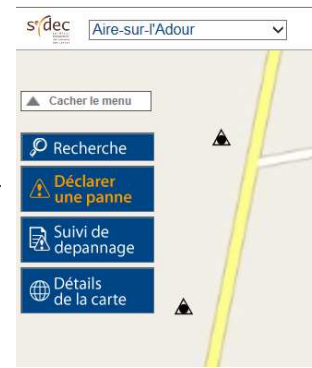 sydec
Aire-sur-l'Adour
Cacher le menu
Recherche
Déclarer
une panne
Suivi de
depannage
Détails
de la carte